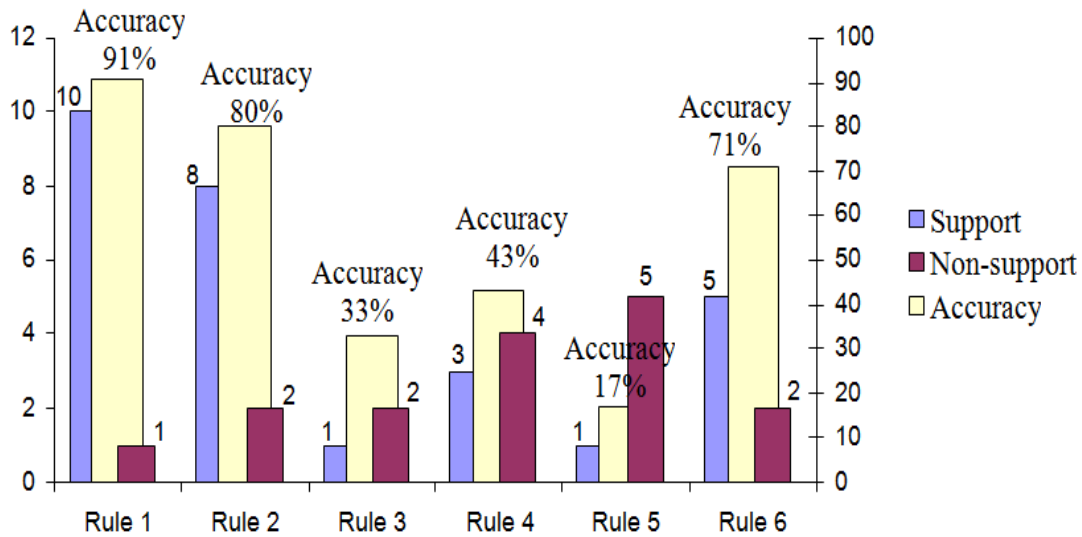 12
10
8
6
4
2
0
Accuracy
91%
10
1
Accuracy
80%
8
2
Accuracy
33%
1
2
Accuracy
43%
3
4
Accuracy
17%
1
5
Accuracy
71%
5
2
100
90
80
70
60
50
40
30
20
10
0
Rule 1
Rule 2
Rule 3
Rule 4
Rule 5
Rule 6
Support
Non-support
Accuracy